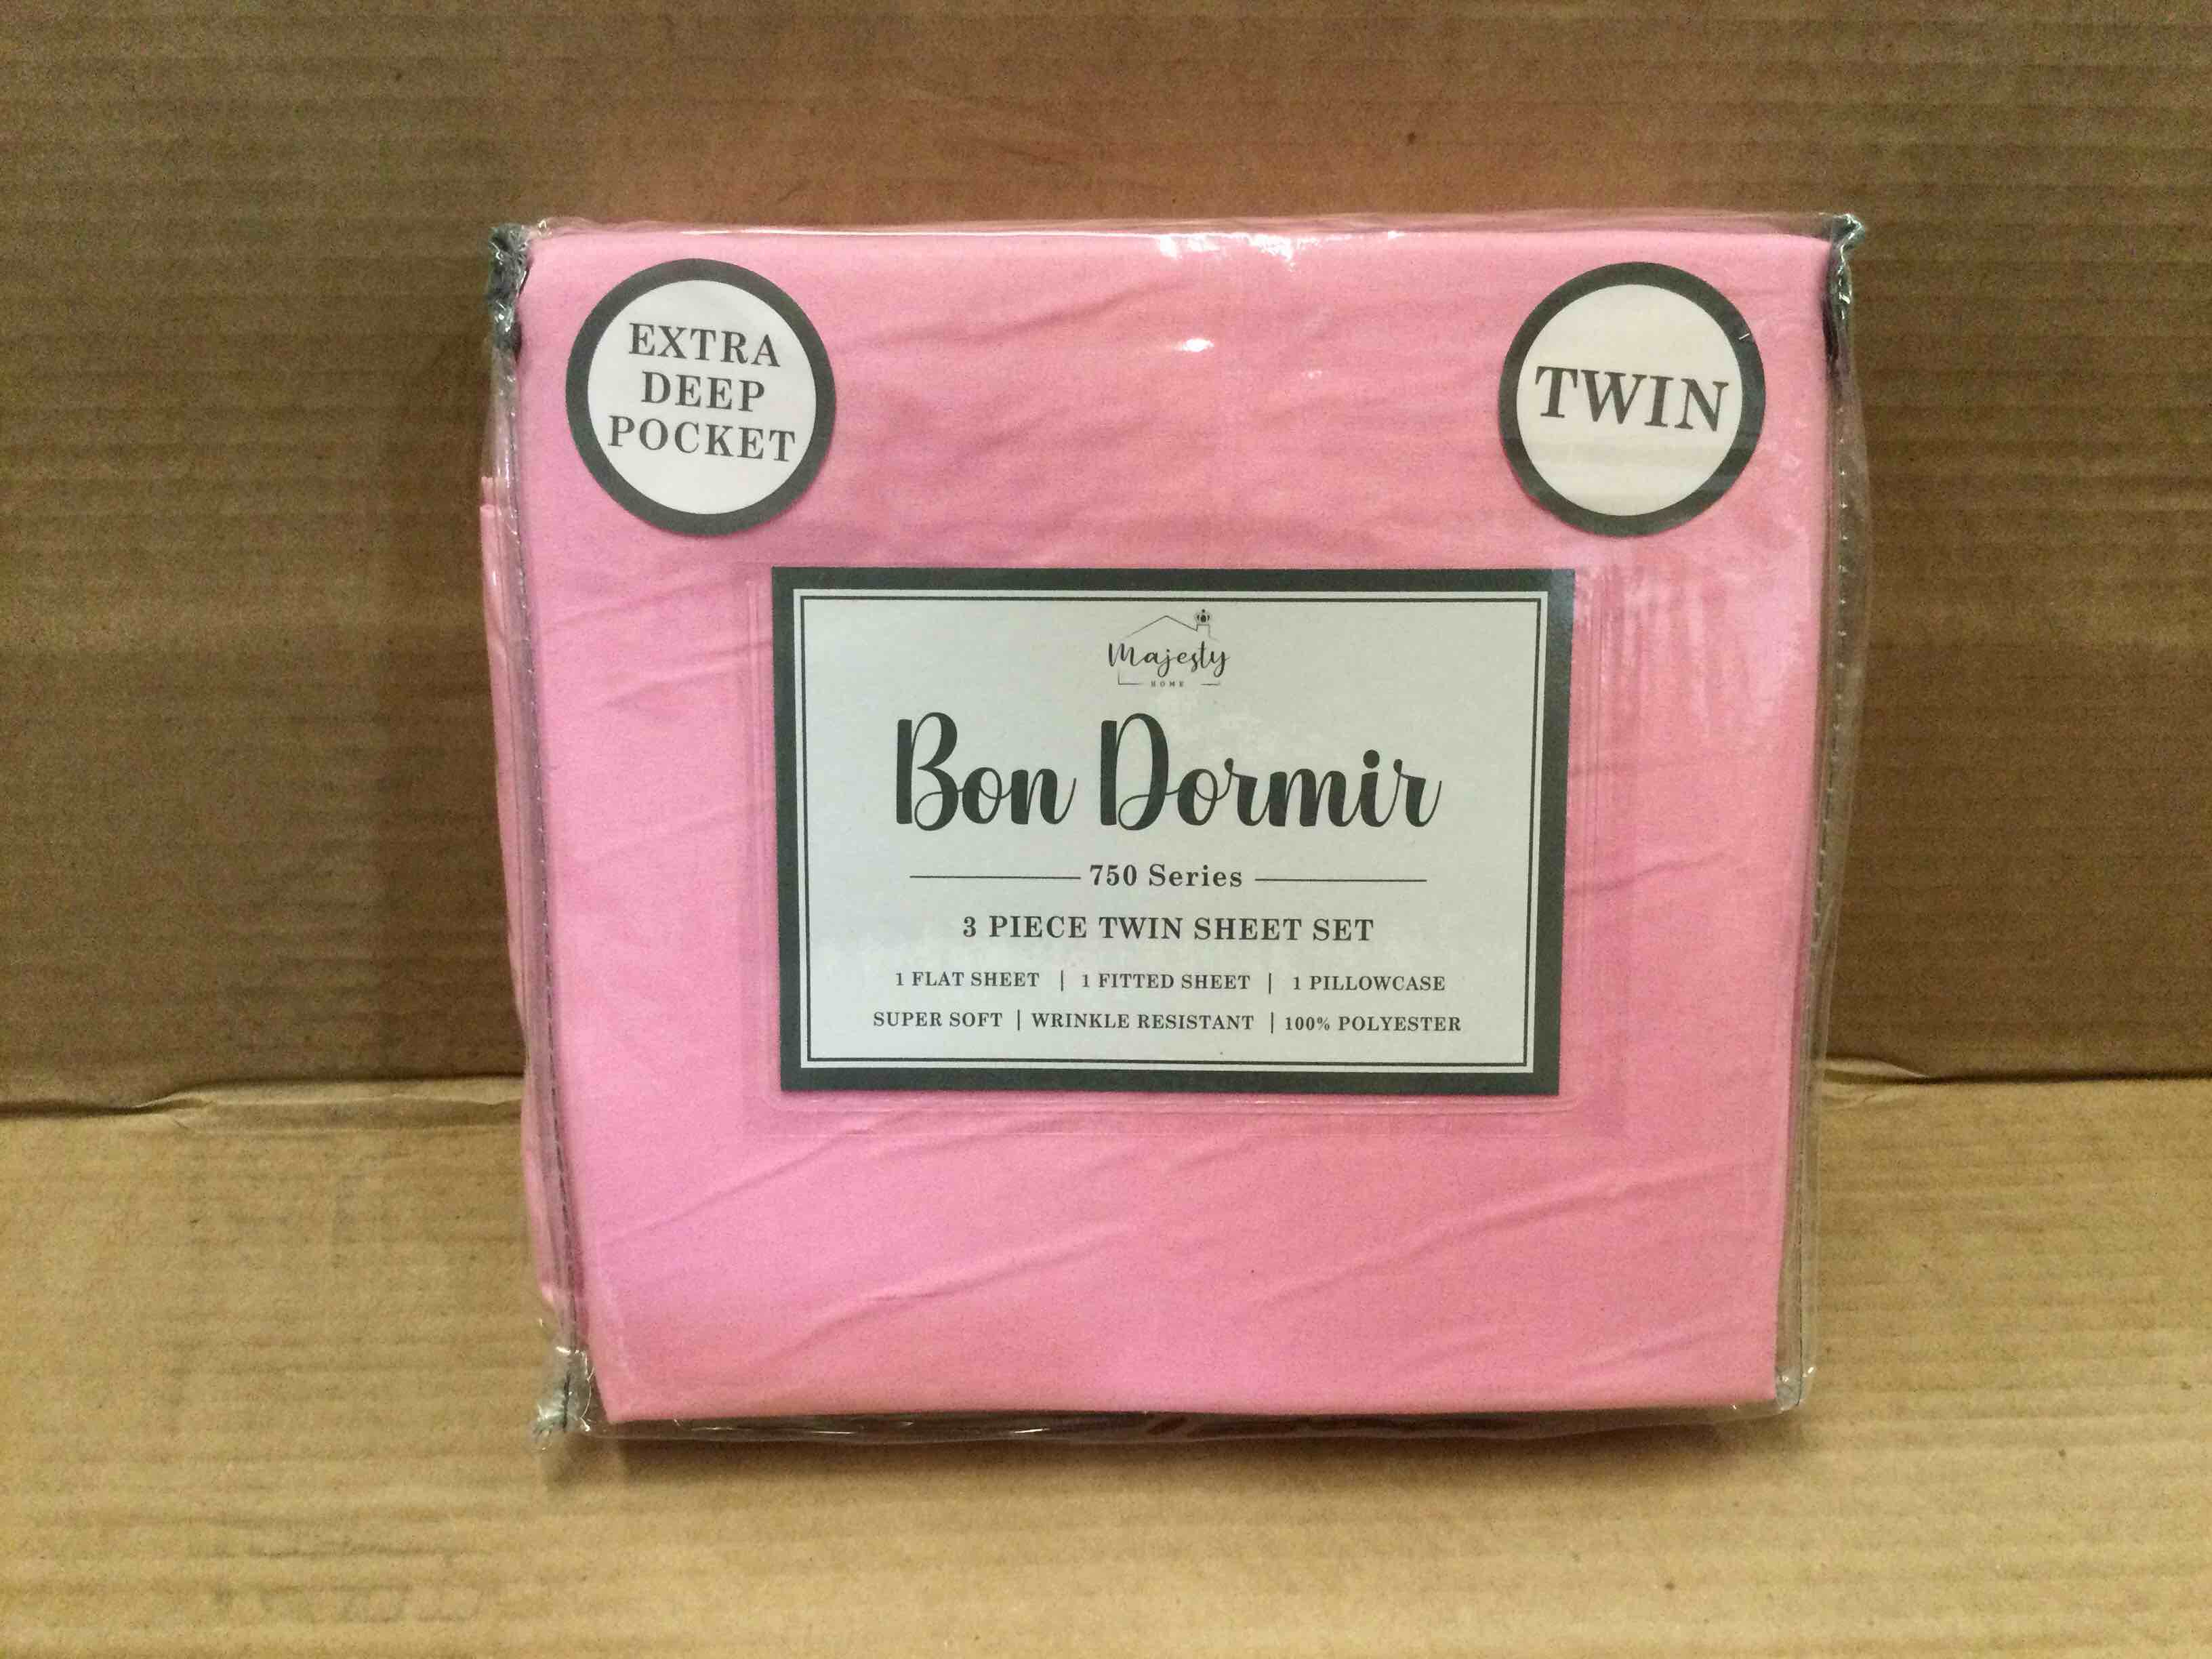 EXTRA
DEEP
POCKET
TWIN
Majesty
HOME
Bon Dormir
750 Series
3 PIECE TWIN SHEET SET
1 FLAT SHEET | 1 FITTED SHEET | 1 PILLOWCASE
SUPER SOFT | WRINKLE RESISTANT | 100% POLYESTER